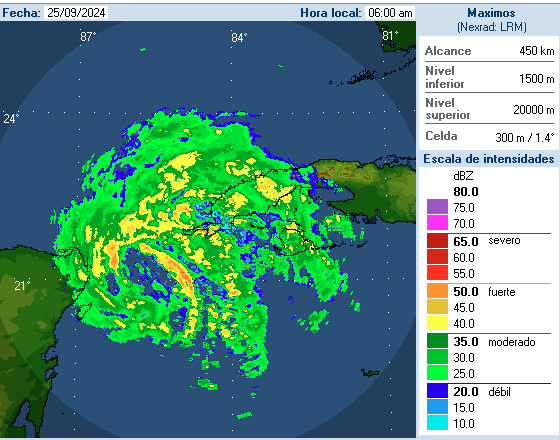 Fecha: 25/09/2024
Hora local: 06:00 am
87°
84°
81°
24°
21°
Maximos
(Nexrad: LRM)
Alcance 450 km
Nivel inferior 1500 m
Nivel superior 20000 m
Celda 300 m / 1.4°
Escala de intensidades
dBZ
80.0
75.0
70.0
65.0 severo
60.0
55.0
50.0 fuerte
45.0
40.0
35.0 moderado
30.0
25.0
20.0 débil
15.0
10.0